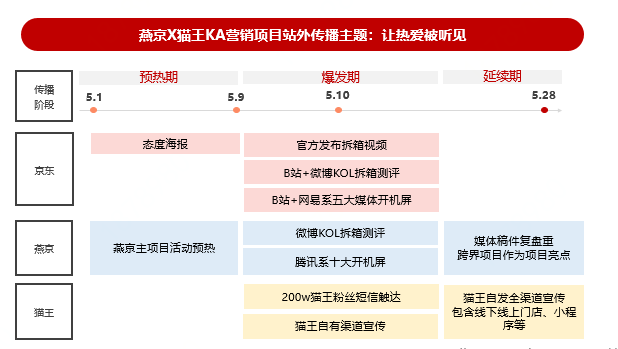 燕京X猫王KA营销项目站外传播主题：让热爱被听见
传播
阶段
预热期
爆发期
延续期
5.1
5.9
5.10
5.28
京东
态度海报
官方发布拆箱视频
B站+微博KOL拆箱测评
B站+网易系五大媒体开机屏
燕京
燕京主项目活动预热
微博KOL拆箱测评
腾讯系十大开机屏
媒体稿件复盘重
跨界项目作为项目亮点
猫王
200w猫王粉丝短信触达
猫王自有渠道宣传
猫王自发全渠道宣传
包含线下线上门店、小程
序等